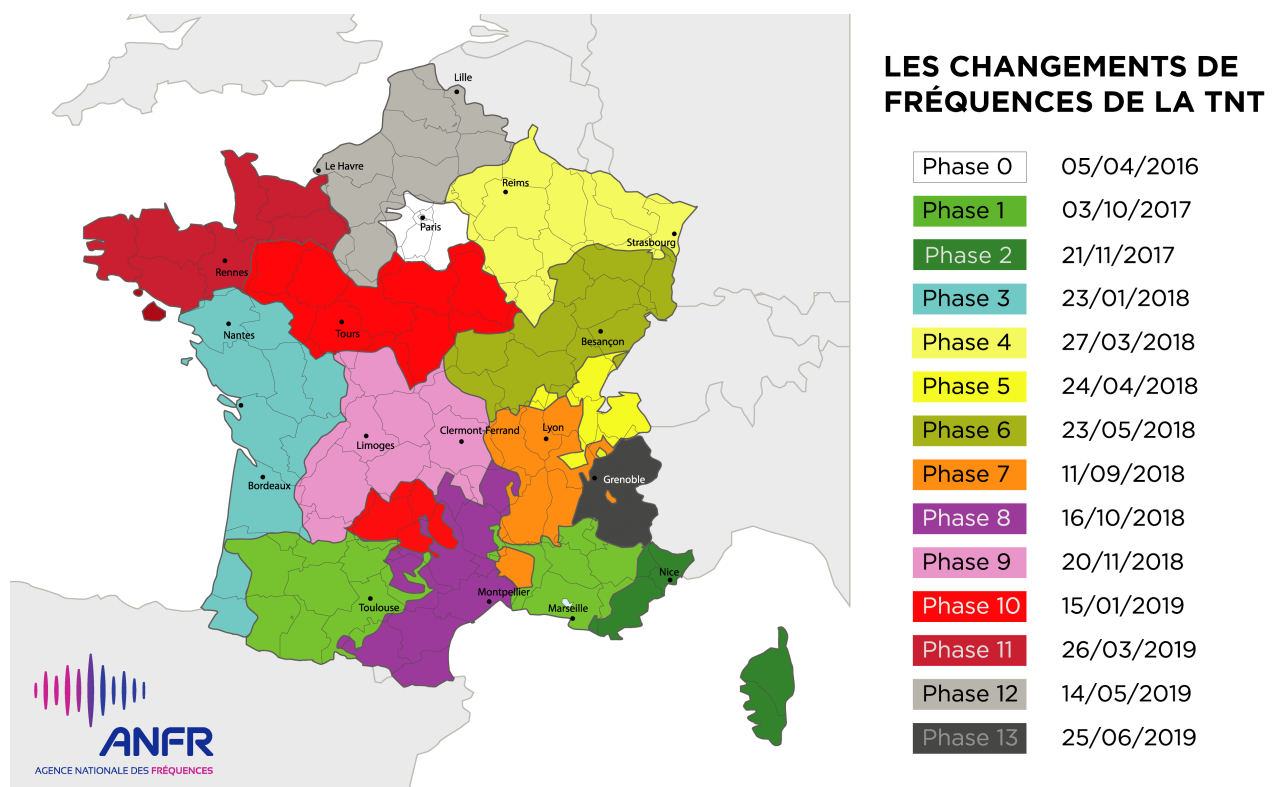 LES CHANGEMENTS DE
FRÉQUENCES DE LA TNT
Phase 0 05/04/2016
Phase 1 03/10/2017
Phase 2 21/11/2017
Phase 3 23/01/2018
Phase 4 27/03/2018
Phase 5 24/04/2018
Phase 6 23/05/2018
Phase 7 11/09/2018
Phase 8 16/10/2018
Phase 9 20/11/2018
Phase 10 15/01/2019
Phase 11 26/03/2019
Phase 12 14/05/2019
Phase 13 25/06/2019
Lille
Le Havre
Reims
Paris
Strasbourg
Rennes
Tours
Nantes
Besançon
Clermont-Ferrand
Lyon
Limoges
Grenoble
Bordeaux
Nice
Montpellier
Toulouse
Marseille
ANFR
AGENCE NATIONALE DES FRÉQUENCES